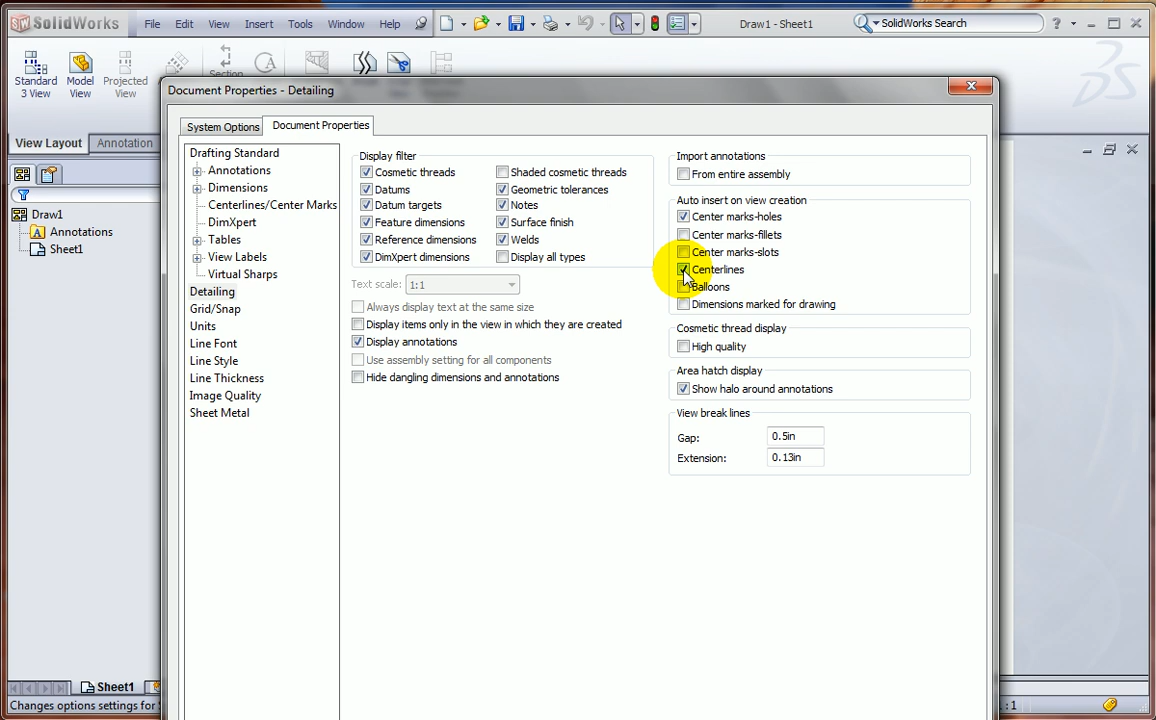 SolidWorks File Edit View Insert Tools Window Help Draw1 - Sheet1 SolidWorks Search ?
Standard 3 View
Model View
Projected View
Section
View Layout Annotation
Document Properties - Detailing
System Options Document Properties
Draw1
Annotations
Sheet1
Drafting Standard
Annotations
Dimensions
Centerlines/Center Marks
DimXpert
Tables
View Labels
Virtual Sharps
Detailing
Grid/Snap
Units
Line Font
Line Style
Line Thickness
Image Quality
Sheet Metal
Display filter
Cosmetic threads Shaded cosmetic threads
Datums Geometric tolerances
Datum targets Notes
Feature dimensions Surface finish
Reference dimensions Welds
DimXpert dimensions Display all types
Text scale: 1:1
Always display text at the same size
Display items only in the view in which they are created
Display annotations
Use assembly setting for all components
Hide dangling dimensions and annotations
Import annotations
From entire assembly
Auto insert on view creation
Center marks-holes
Center marks-fillets
Center marks-slots
Centerlines
Balloons
Dimensions marked for drawing
Cosmetic thread display
High quality
Area hatch display
Show halo around annotations
View break lines
Gap: 0.5in
Extension: 0.13in
Sheet1
Changes options settings for :1